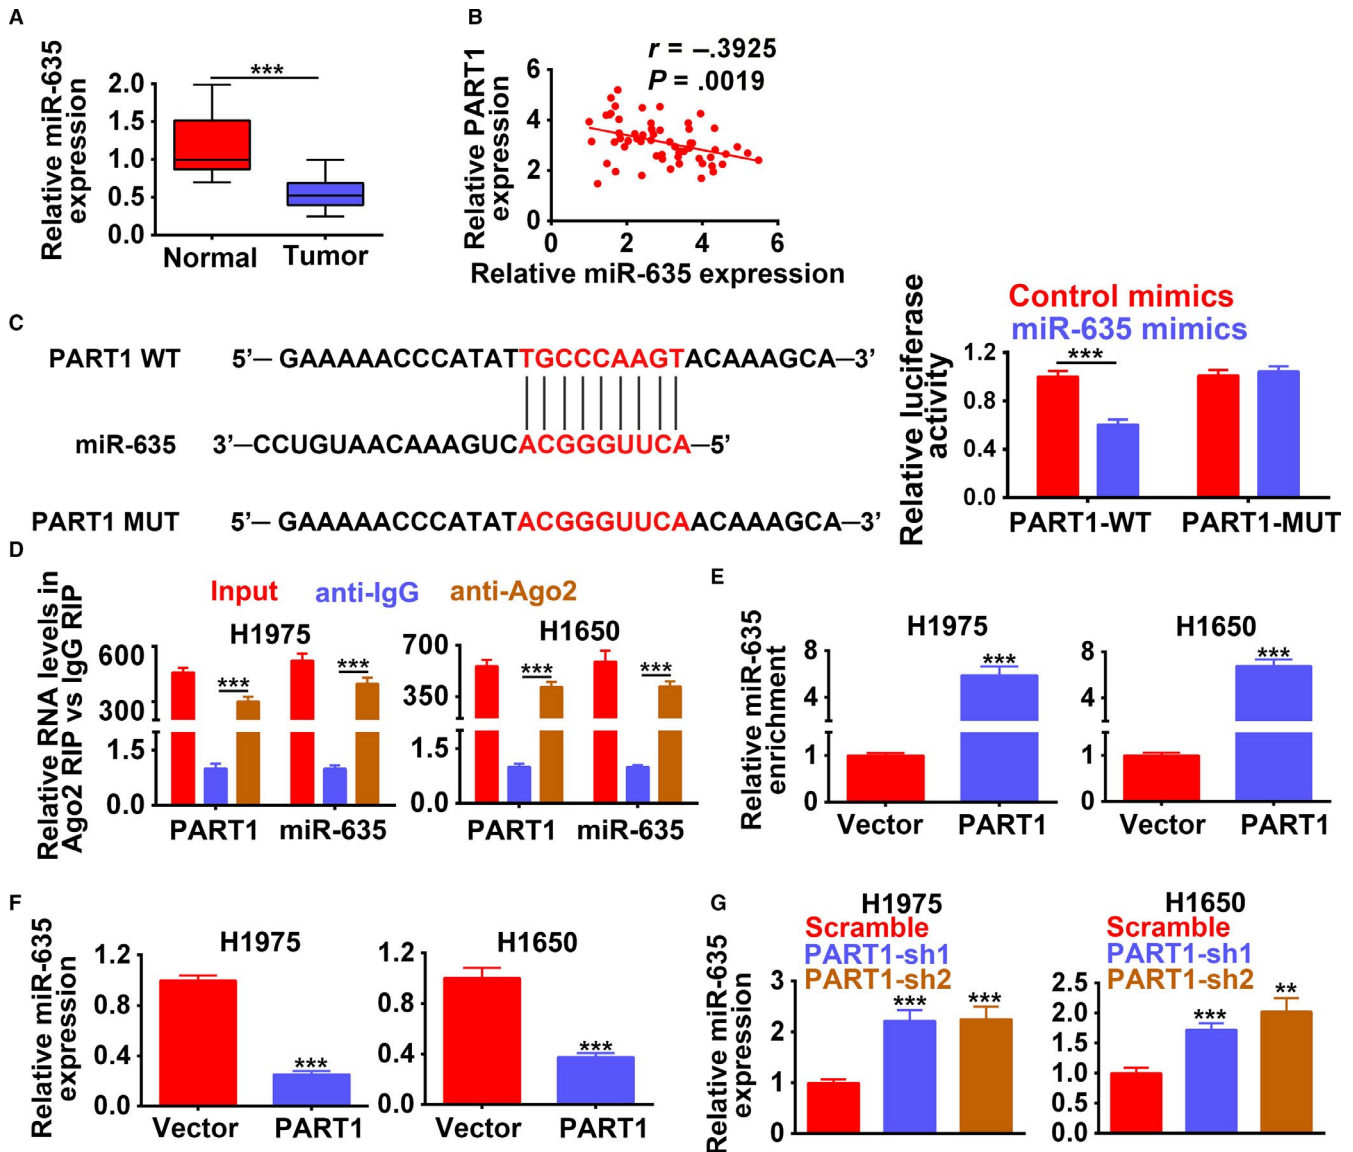 A
Relative miR-635
expression
2.0
1.5
1.0
0.5
0.0
***
Normal
Tumor
B
r = –.3925
P = .0019
Relative PART1
expression
6
4
2
0
0
2
4
6
Relative miR-635 expression
C
PART1 WT
5’– GAAAAACCCATATTGCCCAAGTACAAAGCA–3’
miR-635
3’–CCUGUAACAAAGUCACGGGUUCA–5’
PART1 MUT
5’– GAAAAACCCATATACGGGUUCAACAAAGCA–3’
Control mimics
miR-635 mimics
Relative luciferase
activity
1.2
0.8
0.4
0.0
***
PART1-WT
PART1-MUT
D
Relative RNA levels in
Ago2 RIP vs IgG RIP
Input
anti-IgG
anti-Ago2
H1975
600
300
1.5
0.0
***
***
PART1
miR-635
H1650
700
350
1.5
0.0
***
***
PART1
miR-635
E
Relative miR-635
enrichment
H1975
8
4
1
0
***
Vector
PART1
H1650
8
4
1
0
***
Vector
PART1
F
Relative miR-635
expression
H1975
1.2
0.8
0.4
0.0
***
Vector
PART1
H1650
1.2
0.8
0.4
0.0
***
Vector
PART1
G
Relative miR-635
expression
H1975
Scramble
PART1-sh1
PART1-sh2
3
2
1
0
***
***
H1650
Scramble
PART1-sh1
PART1-sh2
2.5
2.0
1.5
1.0
0.5
0.0
***
**